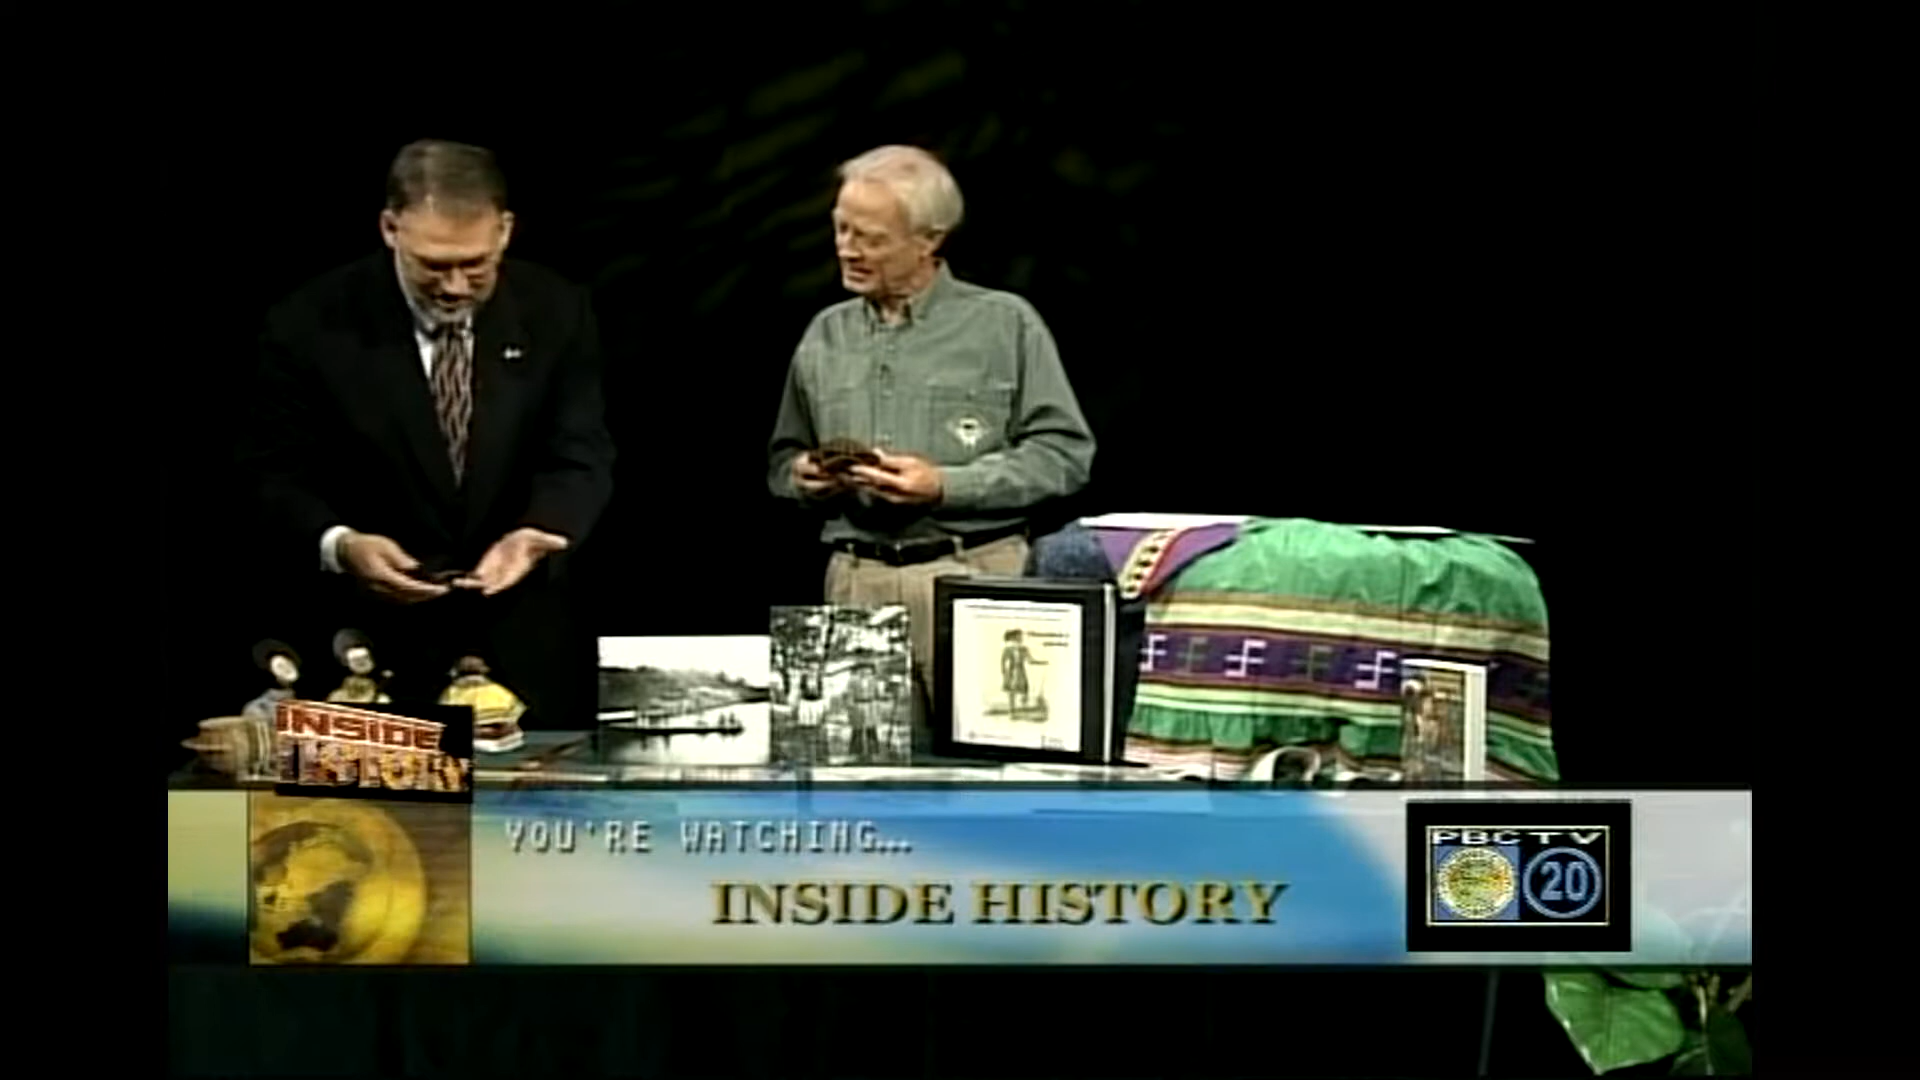 INSIDE
HISTORY
YOU'RE WATCHING...
INSIDE HISTORY
PBCTV
20